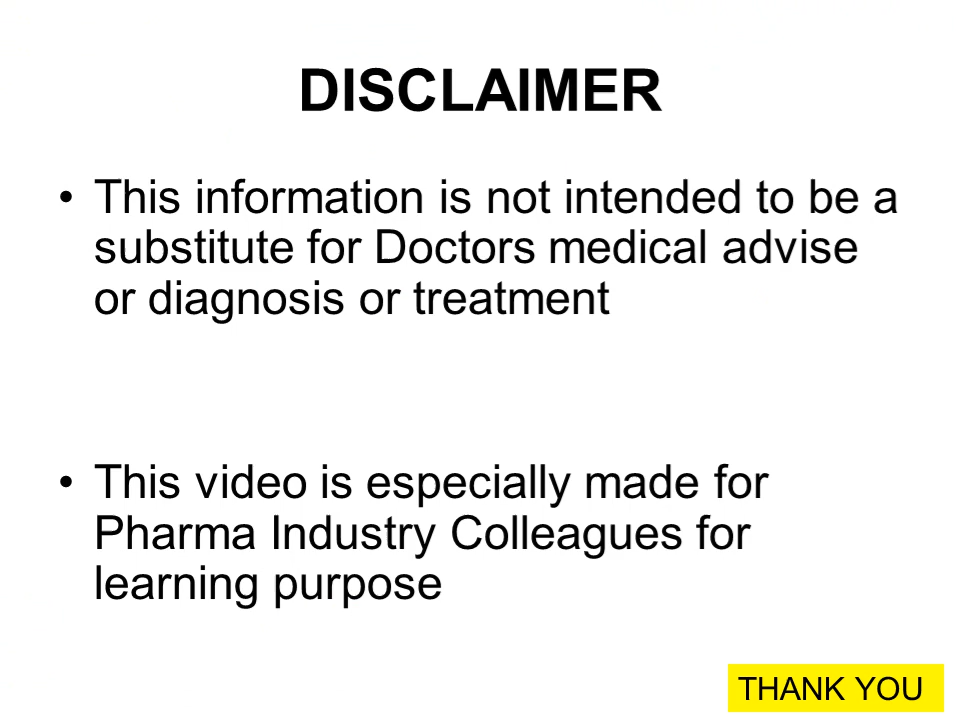 DISCLAIMER
• This information is not intended to be a
substitute for Doctors medical advise
or diagnosis or treatment
• This video is especially made for
Pharma Industry Colleagues for
learning purpose
THANK YOU